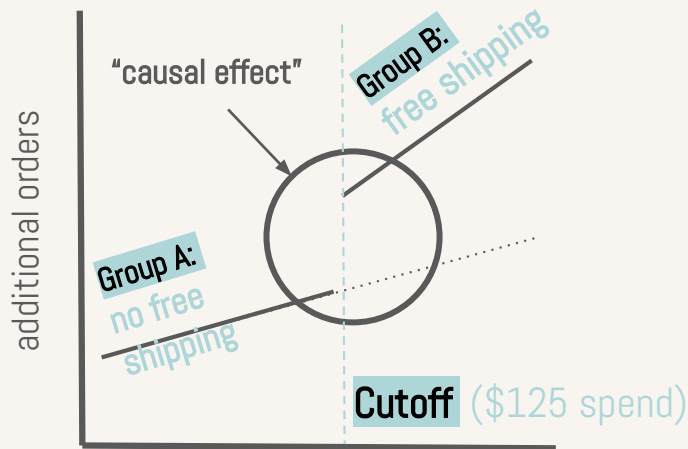 “causal effect”
Group B:
free shipping
additional orders
Group A:
no free
shipping
Cutoff ($125 spend)